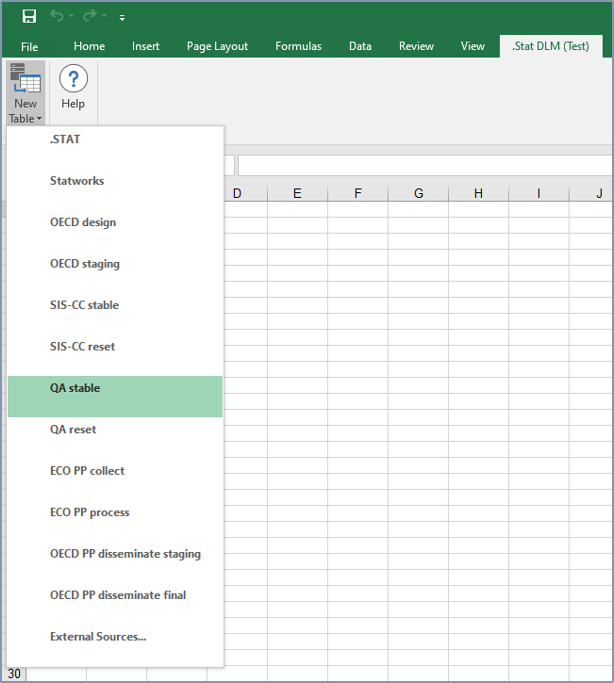 File Home Insert Page Layout Formulas Data Review View .Stat DLM (Test)
New
Table
Help
.STAT
Statworks
OECD design
OECD staging
SIS-CC stable
SIS-CC reset
QA stable
QA reset
ECO PP collect
ECO PP process
OECD PP disseminate staging
OECD PP disseminate final
External Sources...
D E F G H I J
30